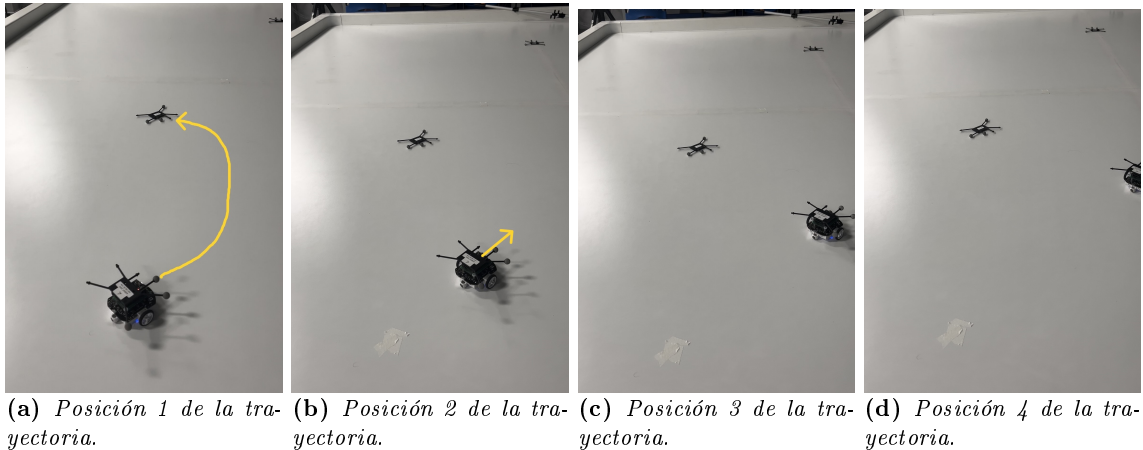 (a) Posición 1 de la tra-
yectoria.
(b) Posición 2 de la tra-
yectoria.
(c) Posición 3 de la tra-
yectoria.
(d) Posición 4 de la tra-
yectoria.